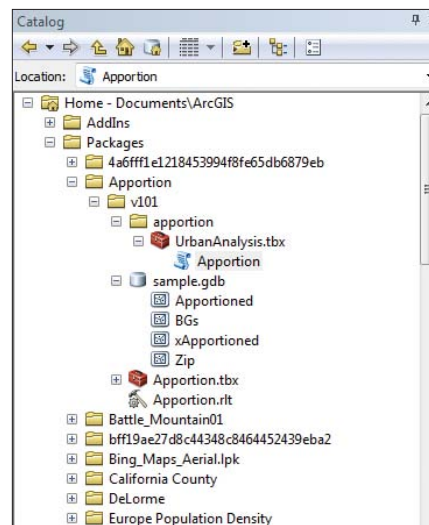 Catalog
Location: Apportion
Home - Documents\ArcGIS
AddIns
Packages
4a6fff1e1218453994f8fe65db6879eb
Apportion
v101
apportion
UrbanAnalysis.tbx
Apportion
sample.gdb
Apportioned
BGs
xApportioned
Zip
Apportion.tbx
Apportion.rlt
Battle_Mountain01
bff19ae27d8c44348c8464452439eba2
Bing_Maps_Aerial.lpk
California County
DeLorme
Europe Population Density